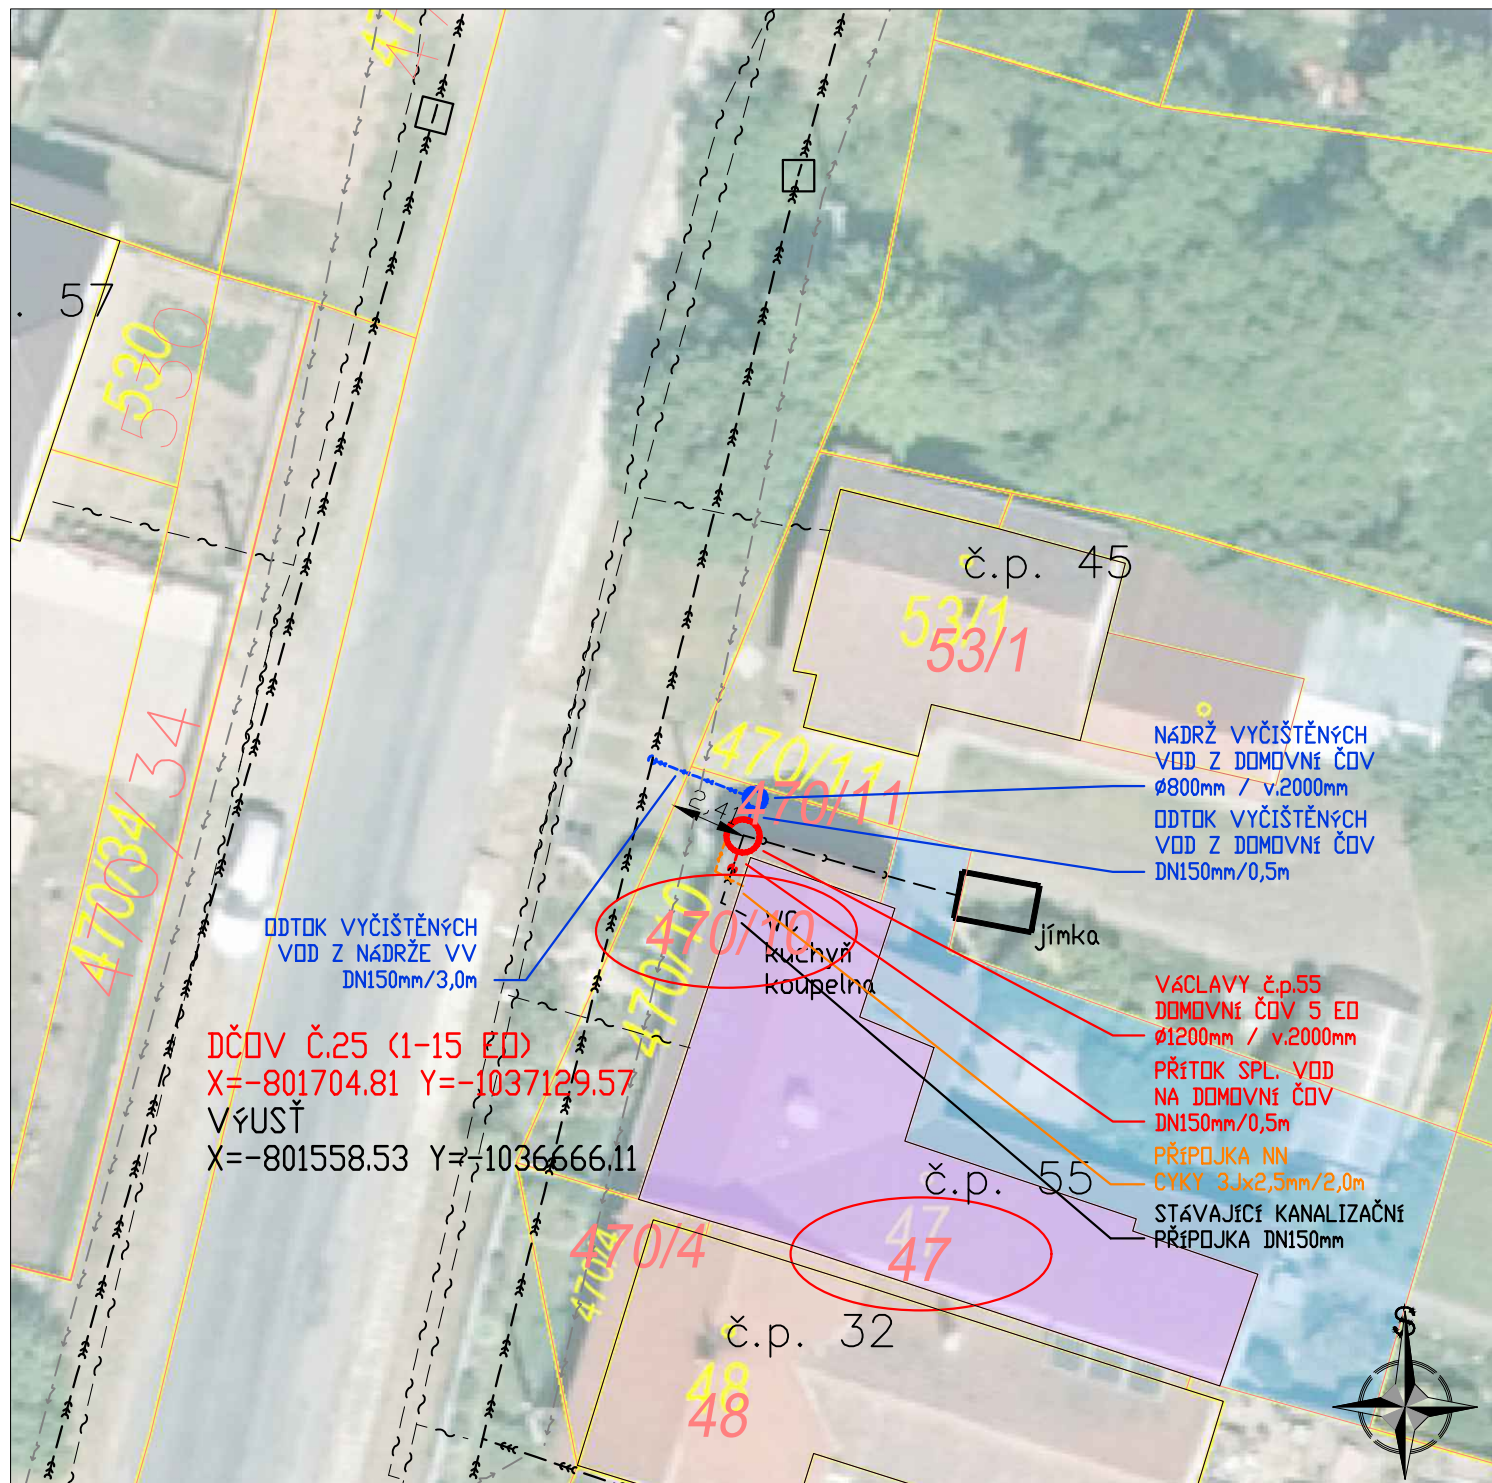 . 57
530
530
č.p. 45
53/1
53/1
NÁDRŽ VYČIŠTĚNÝCH
VOD Z DOMOVNÍ ČOV
Ø800mm / v.2000mm
ODTOK VYČIŠTĚNÝCH
VOD Z DOMOVNÍ ČOV
DN150mm/0,5m
470/11
470/11
2,41
470/34
470/34
jímka
ODTOK VYČIŠTĚNÝCH
VOD Z NÁDRŽE VV
DN150mm/3,0m
470/10
470/10
WC
kuchyň
koupelna
VÁCLAVY č.p.55
DOMOVNÍ ČOV 5 EO
Ø1200mm / v.2000mm
PŘÍTOK SPL. VOD
NA DOMOVNÍ ČOV
DN150mm/0,5m
DČOV Č.25 (1-15 EO)
X=-801704.81 Y=-1037129.57
VÝUSŤ
X=-801558.53 Y=-1036666.11
PŘÍPOJKA NN
CYKY 3Jx2,5mm/2,0m
STÁVAJÍCÍ KANALIZAČNÍ
PŘÍPOJKA DN150mm
č.p. 55
47
47
470/4
470/4
č.p. 32
48
48
S